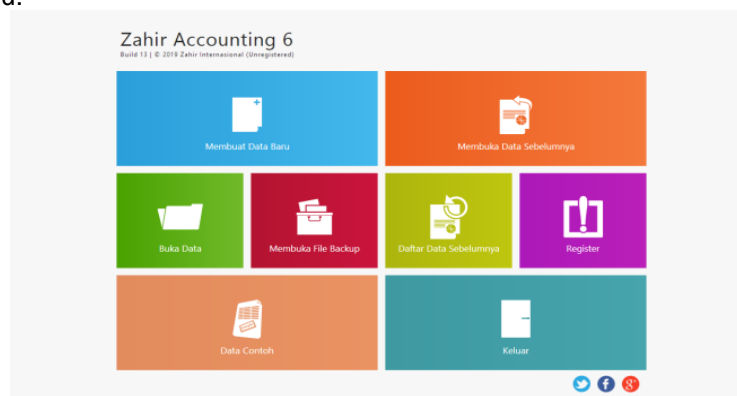 d.
Zahir Accounting 6
Build 13 | © 2019 Zahir Internasional (Unregistered)
Membuat Data Baru
Membuka Data Sebelumnya
Buka Data
Membuka File Backup
Daftar Data Sebelumnya
Register
Data Contoh
Keluar